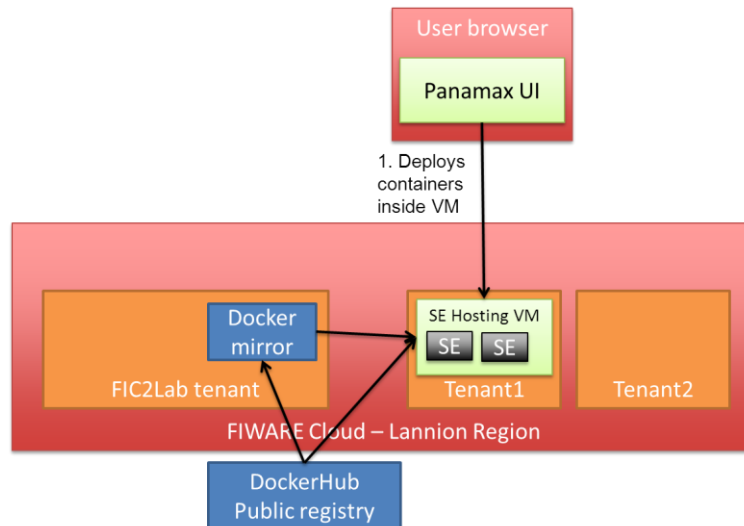 User browser
Panamax UI
1. Deploys
containers
inside VM
Docker
mirror
FIC2Lab tenant
SE Hosting VM
SE SE
Tenant1
Tenant2
FIWARE Cloud – Lannion Region
DockerHub
Public registry